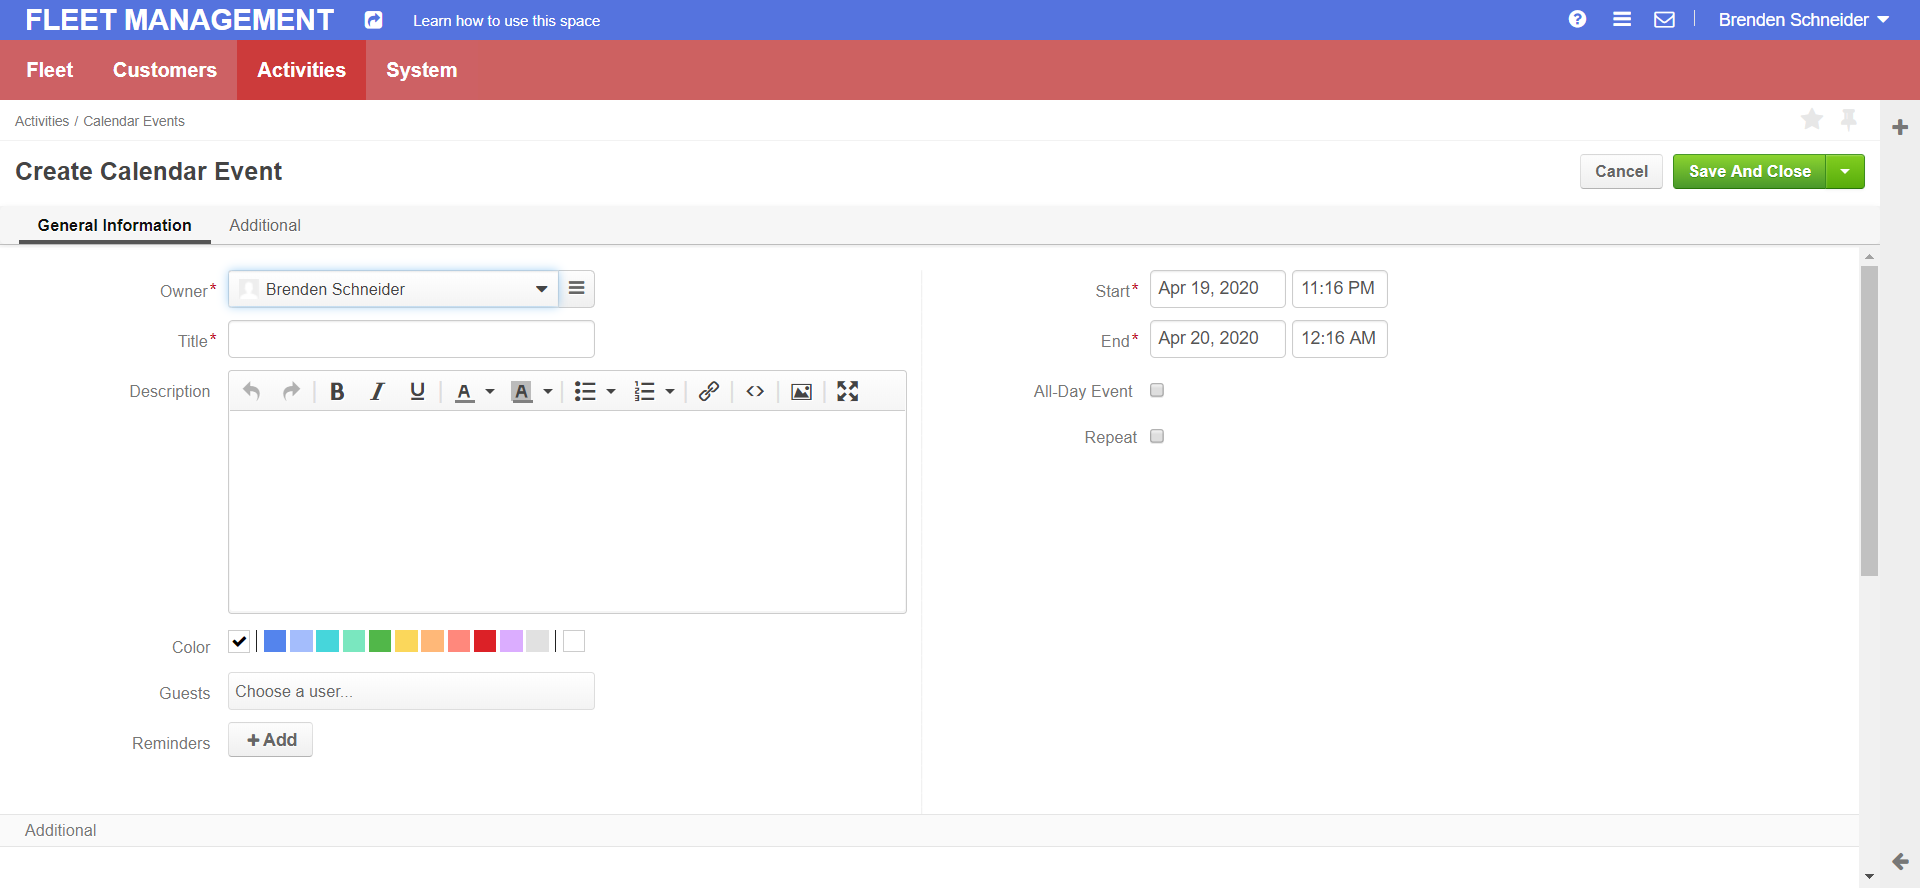 FLEET MANAGEMENT Learn how to use this space Brenden Schneider
Fleet Customers Activities System
Activities / Calendar Events
Create Calendar Event Cancel Save And Close
General Information Additional
Owner* Brenden Schneider Start* Apr 19, 2020 11:16 PM
Title* End* Apr 20, 2020 12:16 AM
Description B I U A A All-Day Event
Repeat
Color
Guests Choose a user...
Reminders + Add
Additional